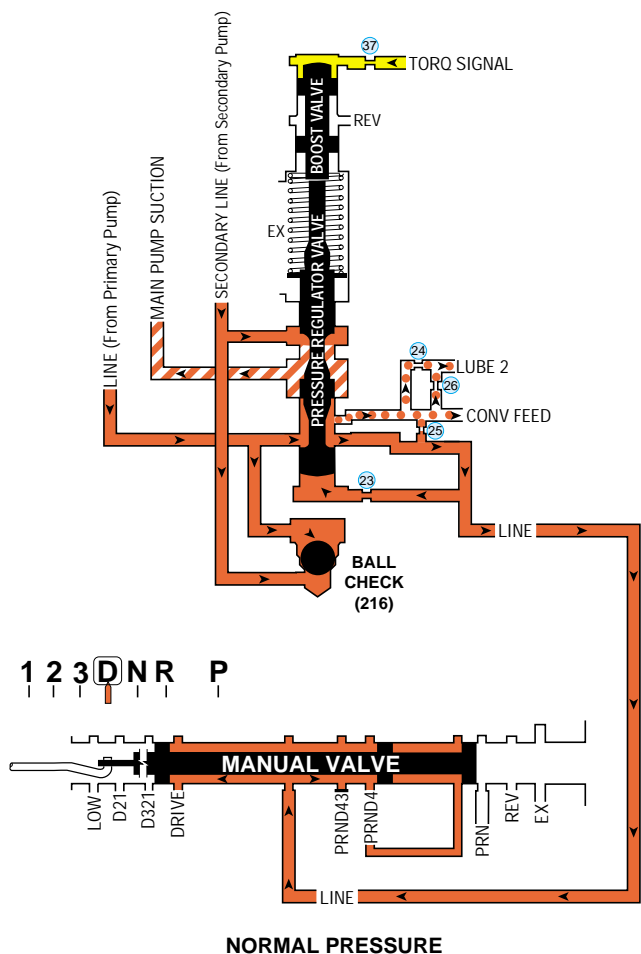 37
TORQ SIGNAL
BOOST VALVE
REV
SECONDARY LINE (From Secondary Pump)
MAIN PUMP SUCTION
LINE (From Primary Pump)
EX
PRESSURE REGULATOR VALVE
24
LUBE 2
26
CONV FEED
25
23
LINE
BALL
CHECK
(216)
1 2 3 D N R P
MANUAL VALVE
LOW
D21
D321
DRIVE
PRND43
PRND4
PRN
REV
EX
LINE
NORMAL PRESSURE